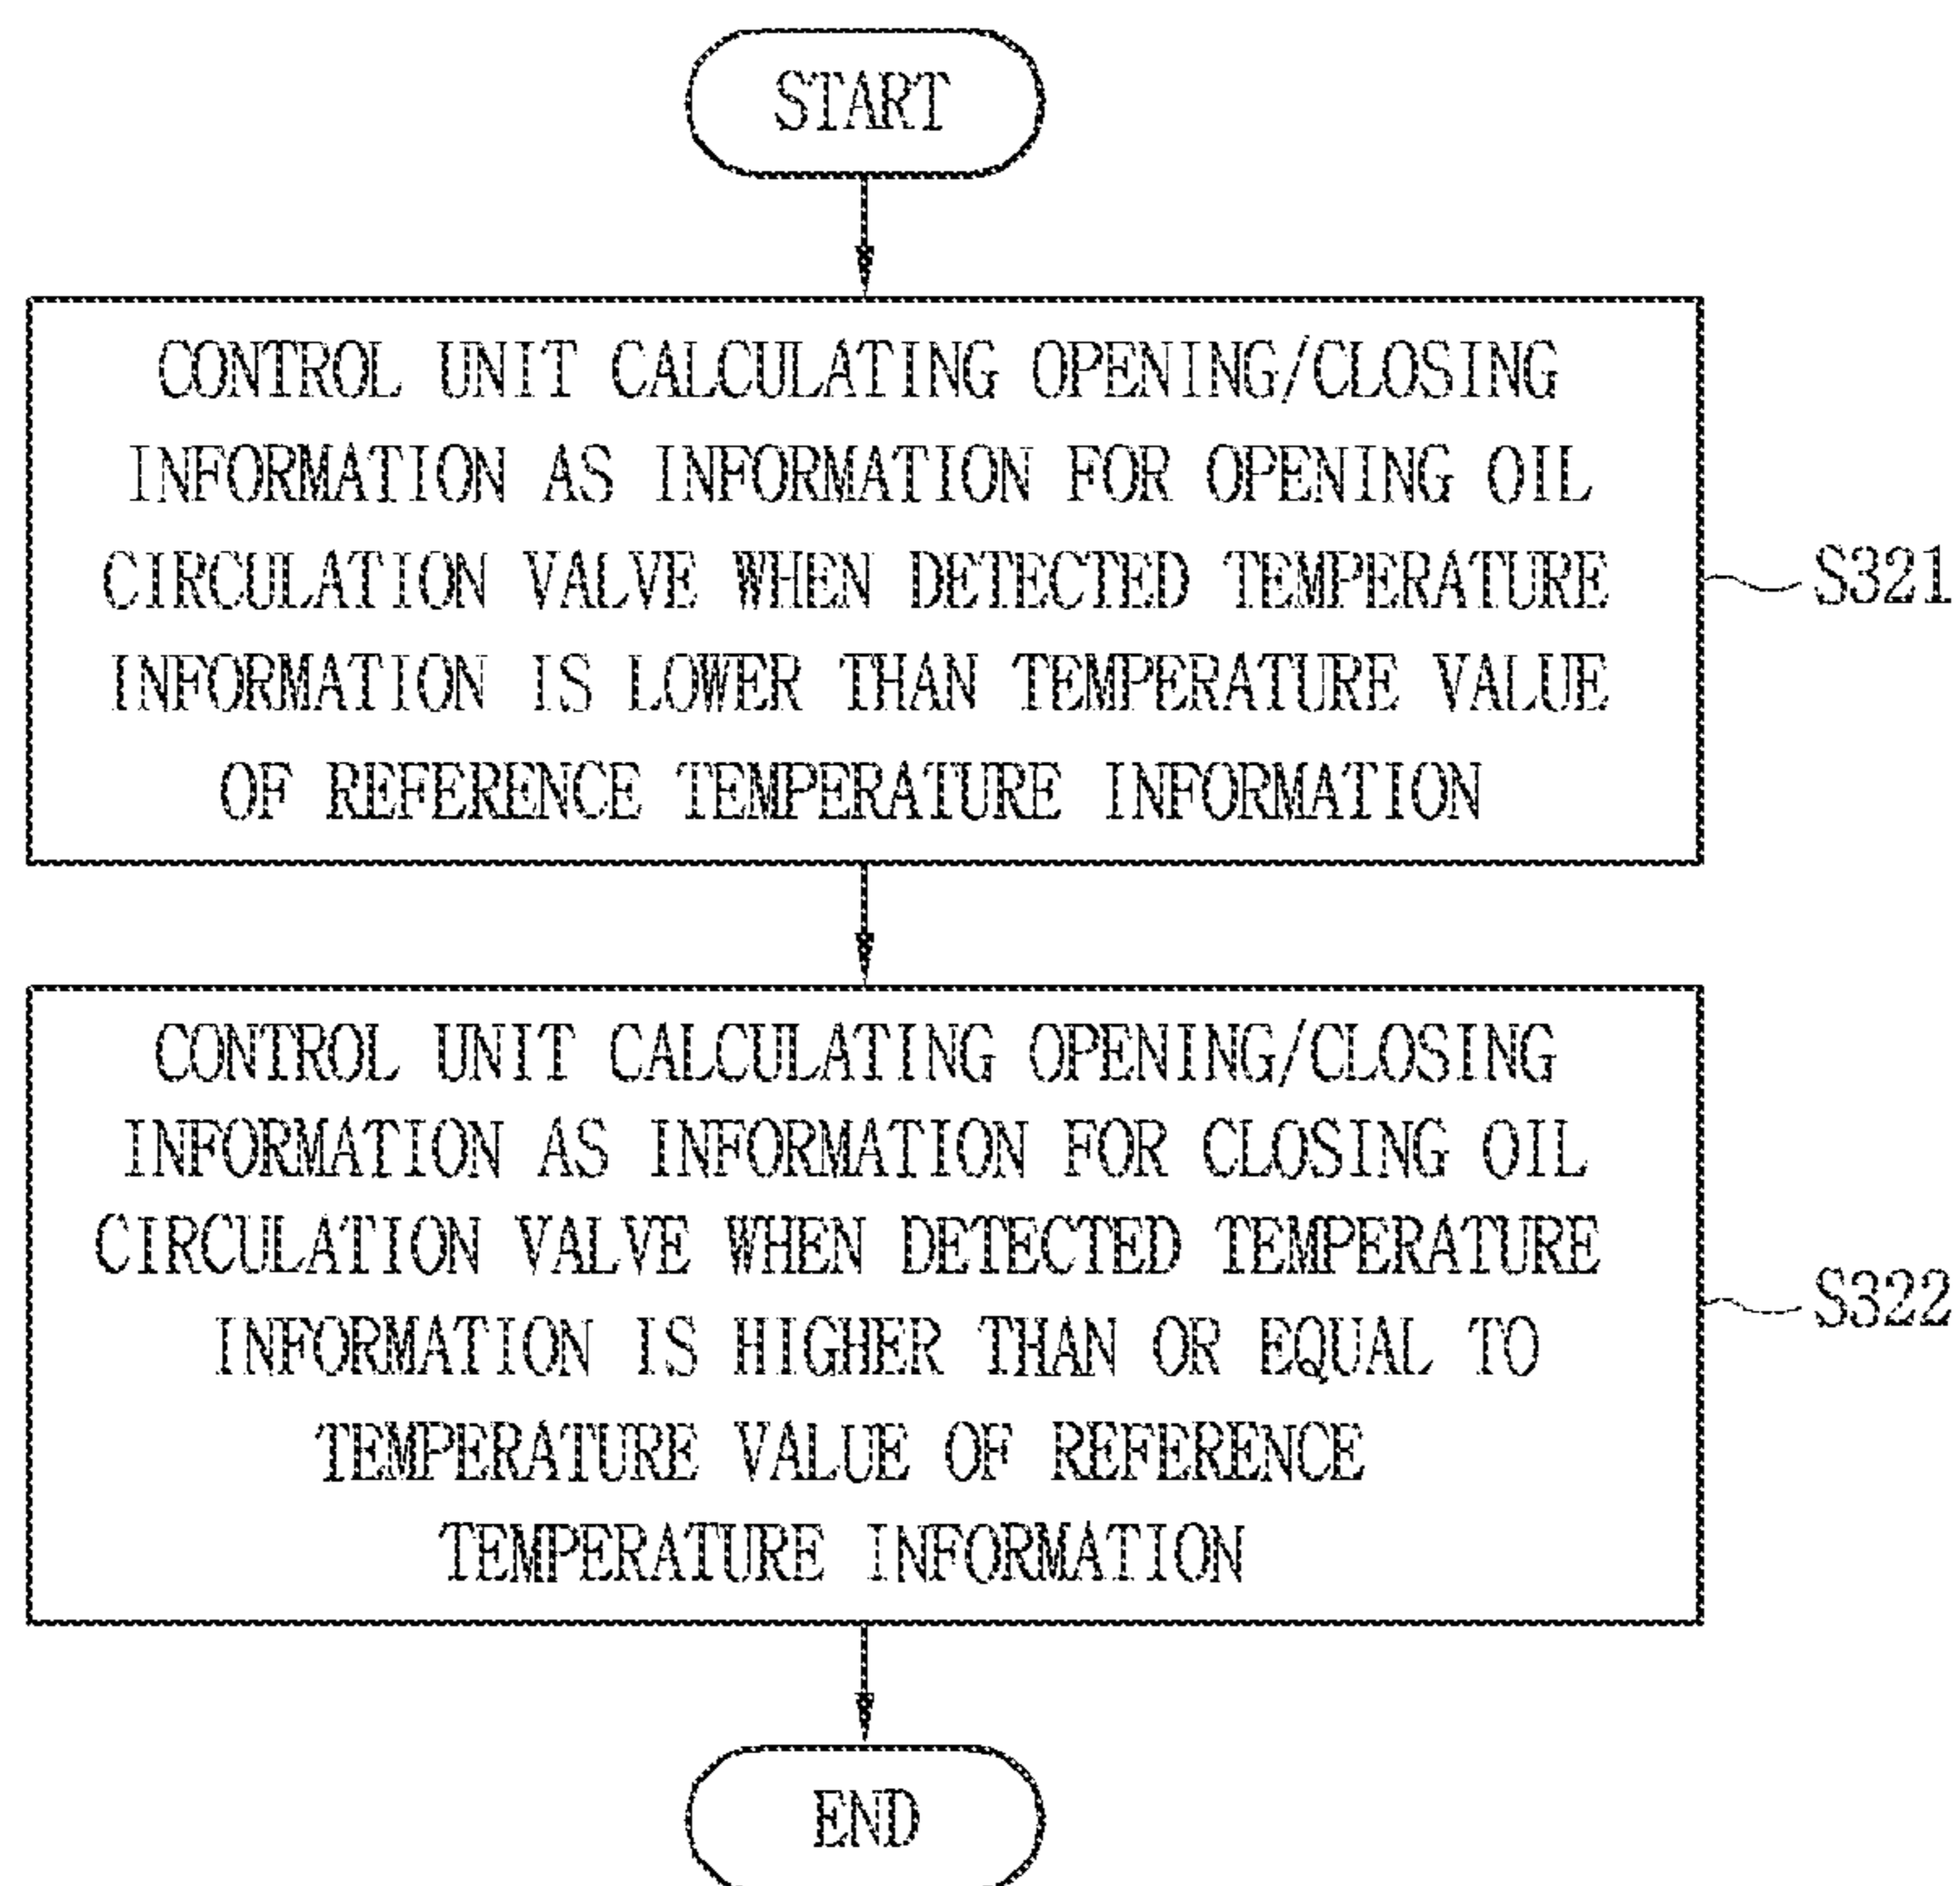 START
CONTROL UNIT CALCULATING OPENING/CLOSING
INFORMATION AS INFORMATION FOR OPENING OIL
CIRCULATION VALVE WHEN DETECTED TEMPERATURE
INFORMATION IS LOWER THAN TEMPERATURE VALUE
OF REFERENCE TEMPERATURE INFORMATION
S321
CONTROL UNIT CALCULATING OPENING/CLOSING
INFORMATION AS INFORMATION FOR CLOSING OIL
CIRCULATION VALVE WHEN DETECTED TEMPERATURE
INFORMATION IS HIGHER THAN OR EQUAL TO
TEMPERATURE VALUE OF REFERENCE
TEMPERATURE INFORMATION
S322
END